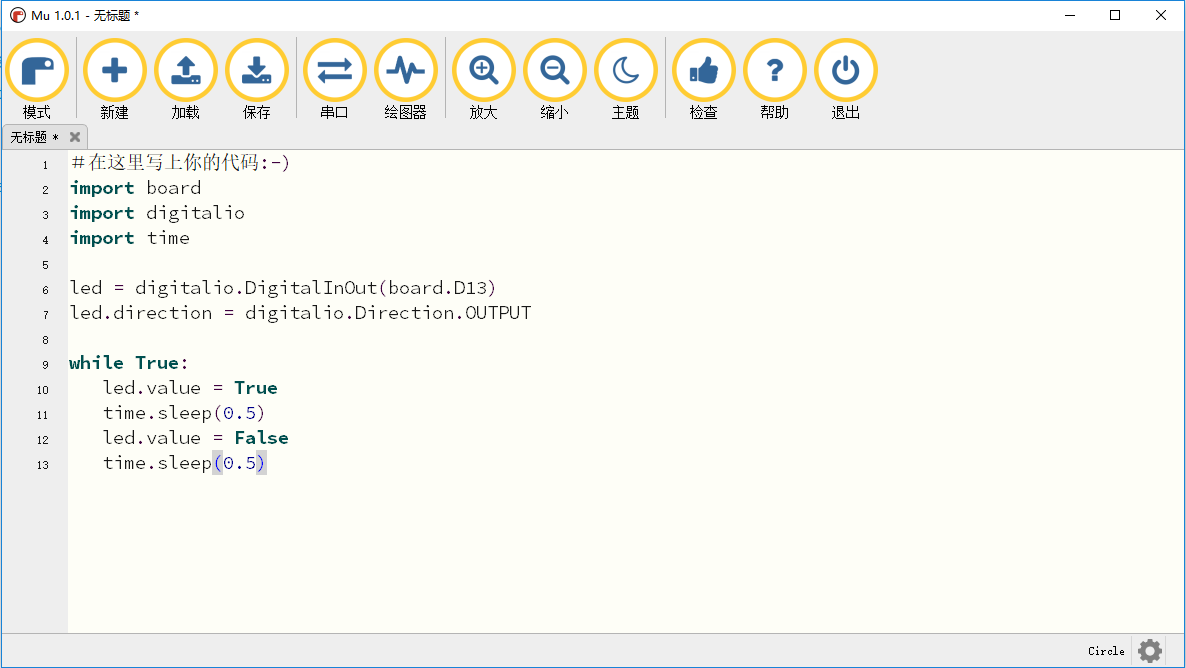 Mu 1.0.1 - 无标题 *
模式 新建 加载 保存 串口 绘图器 放大 缩小 主题 检查 帮助 退出
无标题 *
1 #在这里写上你的代码:-)
2 import board
3 import digitalio
4 import time
5
6 led = digitalio.DigitalInOut(board.D13)
7 led.direction = digitalio.Direction.OUTPUT
8
9 while True:
10 led.value = True
11 time.sleep(0.5)
12 led.value = False
13 time.sleep(0.5)
Circle